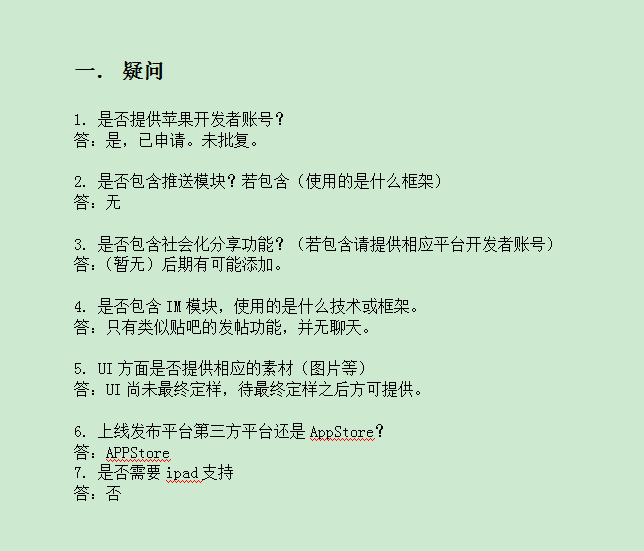 一. 疑问
1. 是否提供苹果开发者账号？
答：是，已申请。未批复。
2. 是否包含推送模块？若包含（使用的是什么框架）
答：无
3. 是否包含社会化分享功能？（若包含请提供相应平台开发者账号）
答：（暂无）后期有可能添加。
4. 是否包含 IM 模块，使用的是什么技术或框架。
答：只有类似贴吧的发帖功能，并无聊天。
5. UI 方面是否提供相应的素材（图片等）
答：UI 尚未最终定样，待最终定样之后方可提供。
6. 上线发布平台第三方平台还是 AppStore？
答：APPStore
7. 是否需要 ipad 支持
答：否